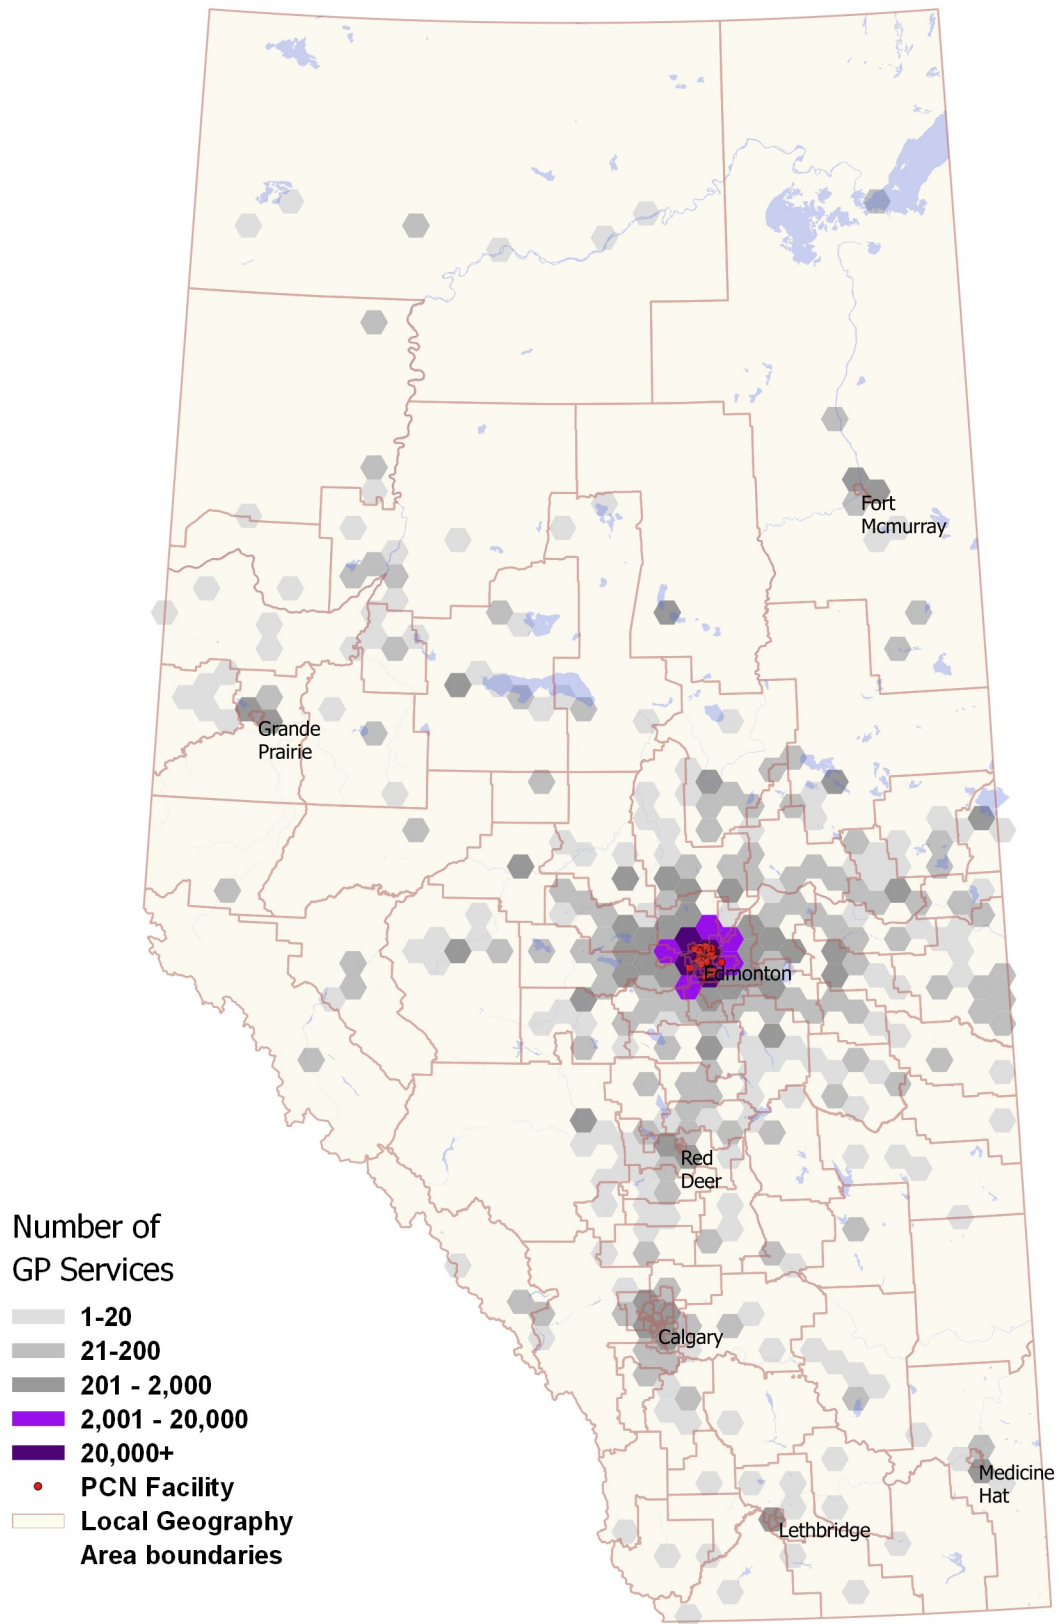 Fort
Mcmurray
Grande
Prairie
Edmonton
Red
Deer
Number of
GP Services
1-20
21-200
201 - 2,000
2,001 - 20,000
20,000+
PCN Facility
Local Geography
Area boundaries
Calgary
Medicine
Hat
Lethbridge